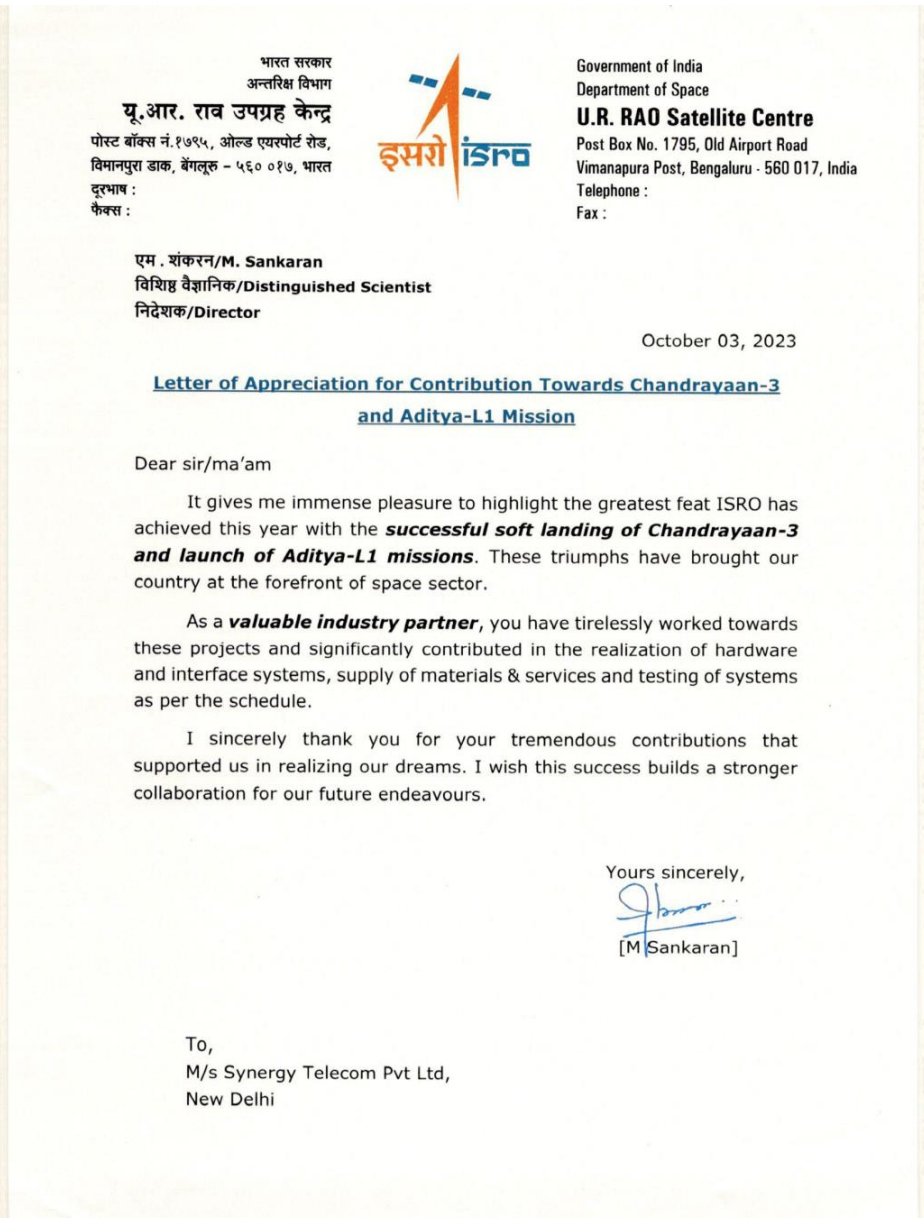 भारत सरकार
अन्तरिक्ष विभाग
यू.आर. राव उपग्रह केन्द्र
पोस्ट बॉक्स नं.१७९५, ओल्ड एयरपोर्ट रोड,
विमानपुरा डाक, बेंगलूरु - ५६० ०१७, भारत
दूरभाष :
फैक्स :
इसरो isro
Government of India
Department of Space
U.R. RAO Satellite Centre
Post Box No. 1795, Old Airport Road
Vimanapura Post, Bengaluru - 560 017, India
Telephone :
Fax :
एम . शंकरन/M. Sankaran
विशिष्ठ वैज्ञानिक/Distinguished Scientist
निदेशक/Director
October 03, 2023
Letter of Appreciation for Contribution Towards Chandrayaan-3
and Aditya-L1 Mission
Dear sir/ma'am
It gives me immense pleasure to highlight the greatest feat ISRO has
achieved this year with the successful soft landing of Chandrayaan-3
and launch of Aditya-L1 missions. These triumphs have brought our
country at the forefront of space sector.
As a valuable industry partner, you have tirelessly worked towards
these projects and significantly contributed in the realization of hardware
and interface systems, supply of materials & services and testing of systems
as per the schedule.
I sincerely thank you for your tremendous contributions that
supported us in realizing our dreams. I wish this success builds a stronger
collaboration for our future endeavours.
Yours sincerely,
[M Sankaran]
To,
M/s Synergy Telecom Pvt Ltd,
New Delhi